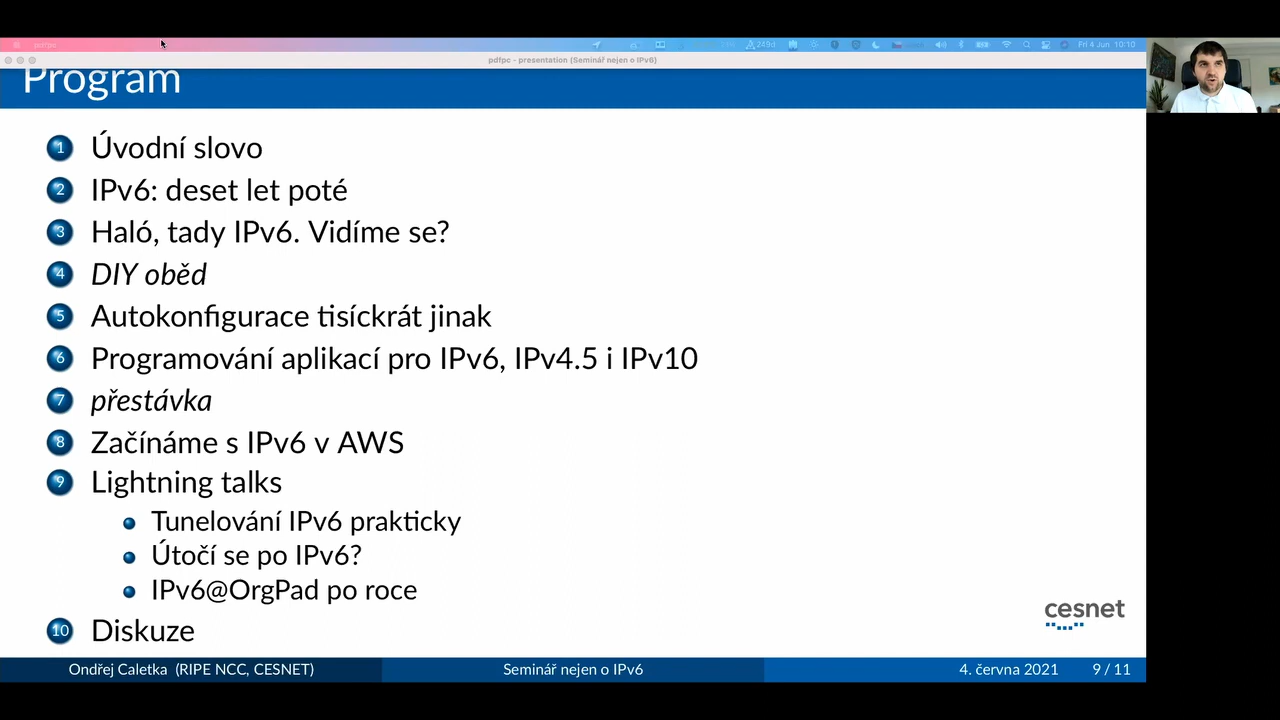 pdfpc
249d
Fri 4 Jun 10:10
pdfpc - presentation (Seminář nejen o IPv6)
Program
1 Úvodní slovo
2 IPv6: deset let poté
3 Haló, tady IPv6. Vidíme se?
4 DIY oběd
5 Autokonfigurace tisíckrát jinak
6 Programování aplikací pro IPv6, IPv4.5 i IPv10
7 přestávka
8 Začínáme s IPv6 v AWS
9 Lightning talks
Tunelování IPv6 prakticky
Útočí se po IPv6?
IPv6@OrgPad po roce
10 Diskuze
cesnet
Ondřej Caletka (RIPE NCC, CESNET)
Seminář nejen o IPv6
4. června 2021
9 / 11